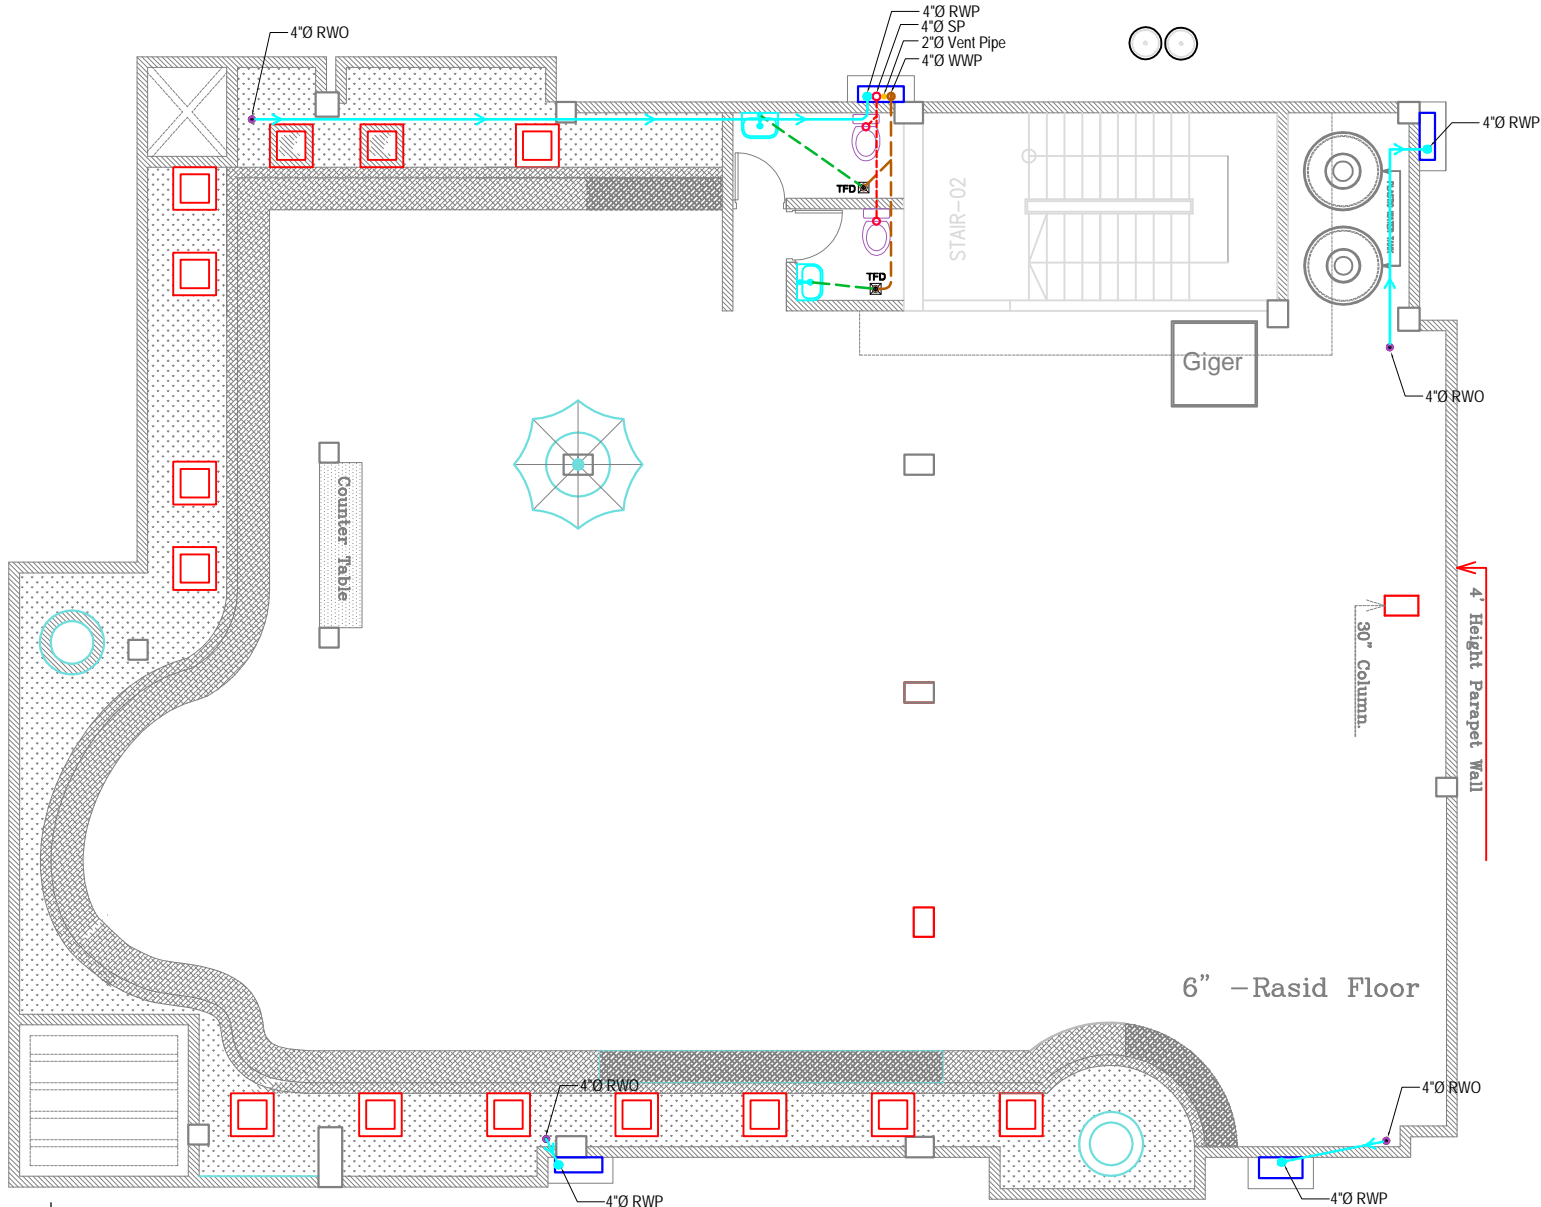 4"Ø RWP
4"Ø SP
4"Ø RWO
2"Ø Vent Pipe
4"Ø WWP
4"Ø RWP
TFD
STAIR-02
TFD
Giger
4"Ø RWO
Counter Table
4' Height Parapet Wall
30" Column.
6" -Rasid Floor
4"Ø RWO
4"Ø RWO
4"Ø RWP
4"Ø RWP